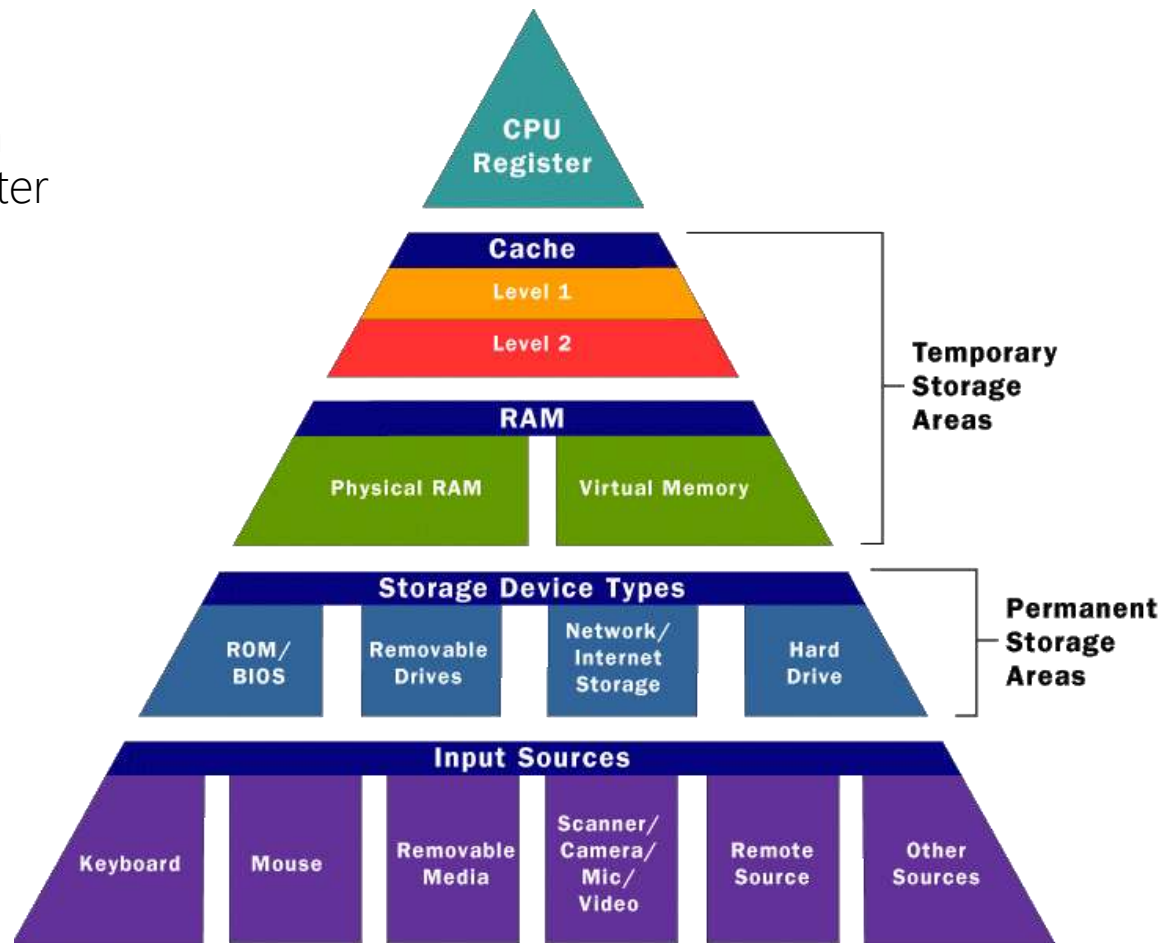 ter
CPU
Register
Cache
Level 1
Level 2
Temporary
Storage
Areas
RAM
Physical RAM
Virtual Memory
Storage Device Types
ROM/
BIOS
Removable
Drives
Network/
Internet
Storage
Hard
Drive
Permanent
Storage
Areas
Input Sources
Keyboard
Mouse
Removable
Media
Scanner/
Camera/
Mic/
Video
Remote
Source
Other
Sources